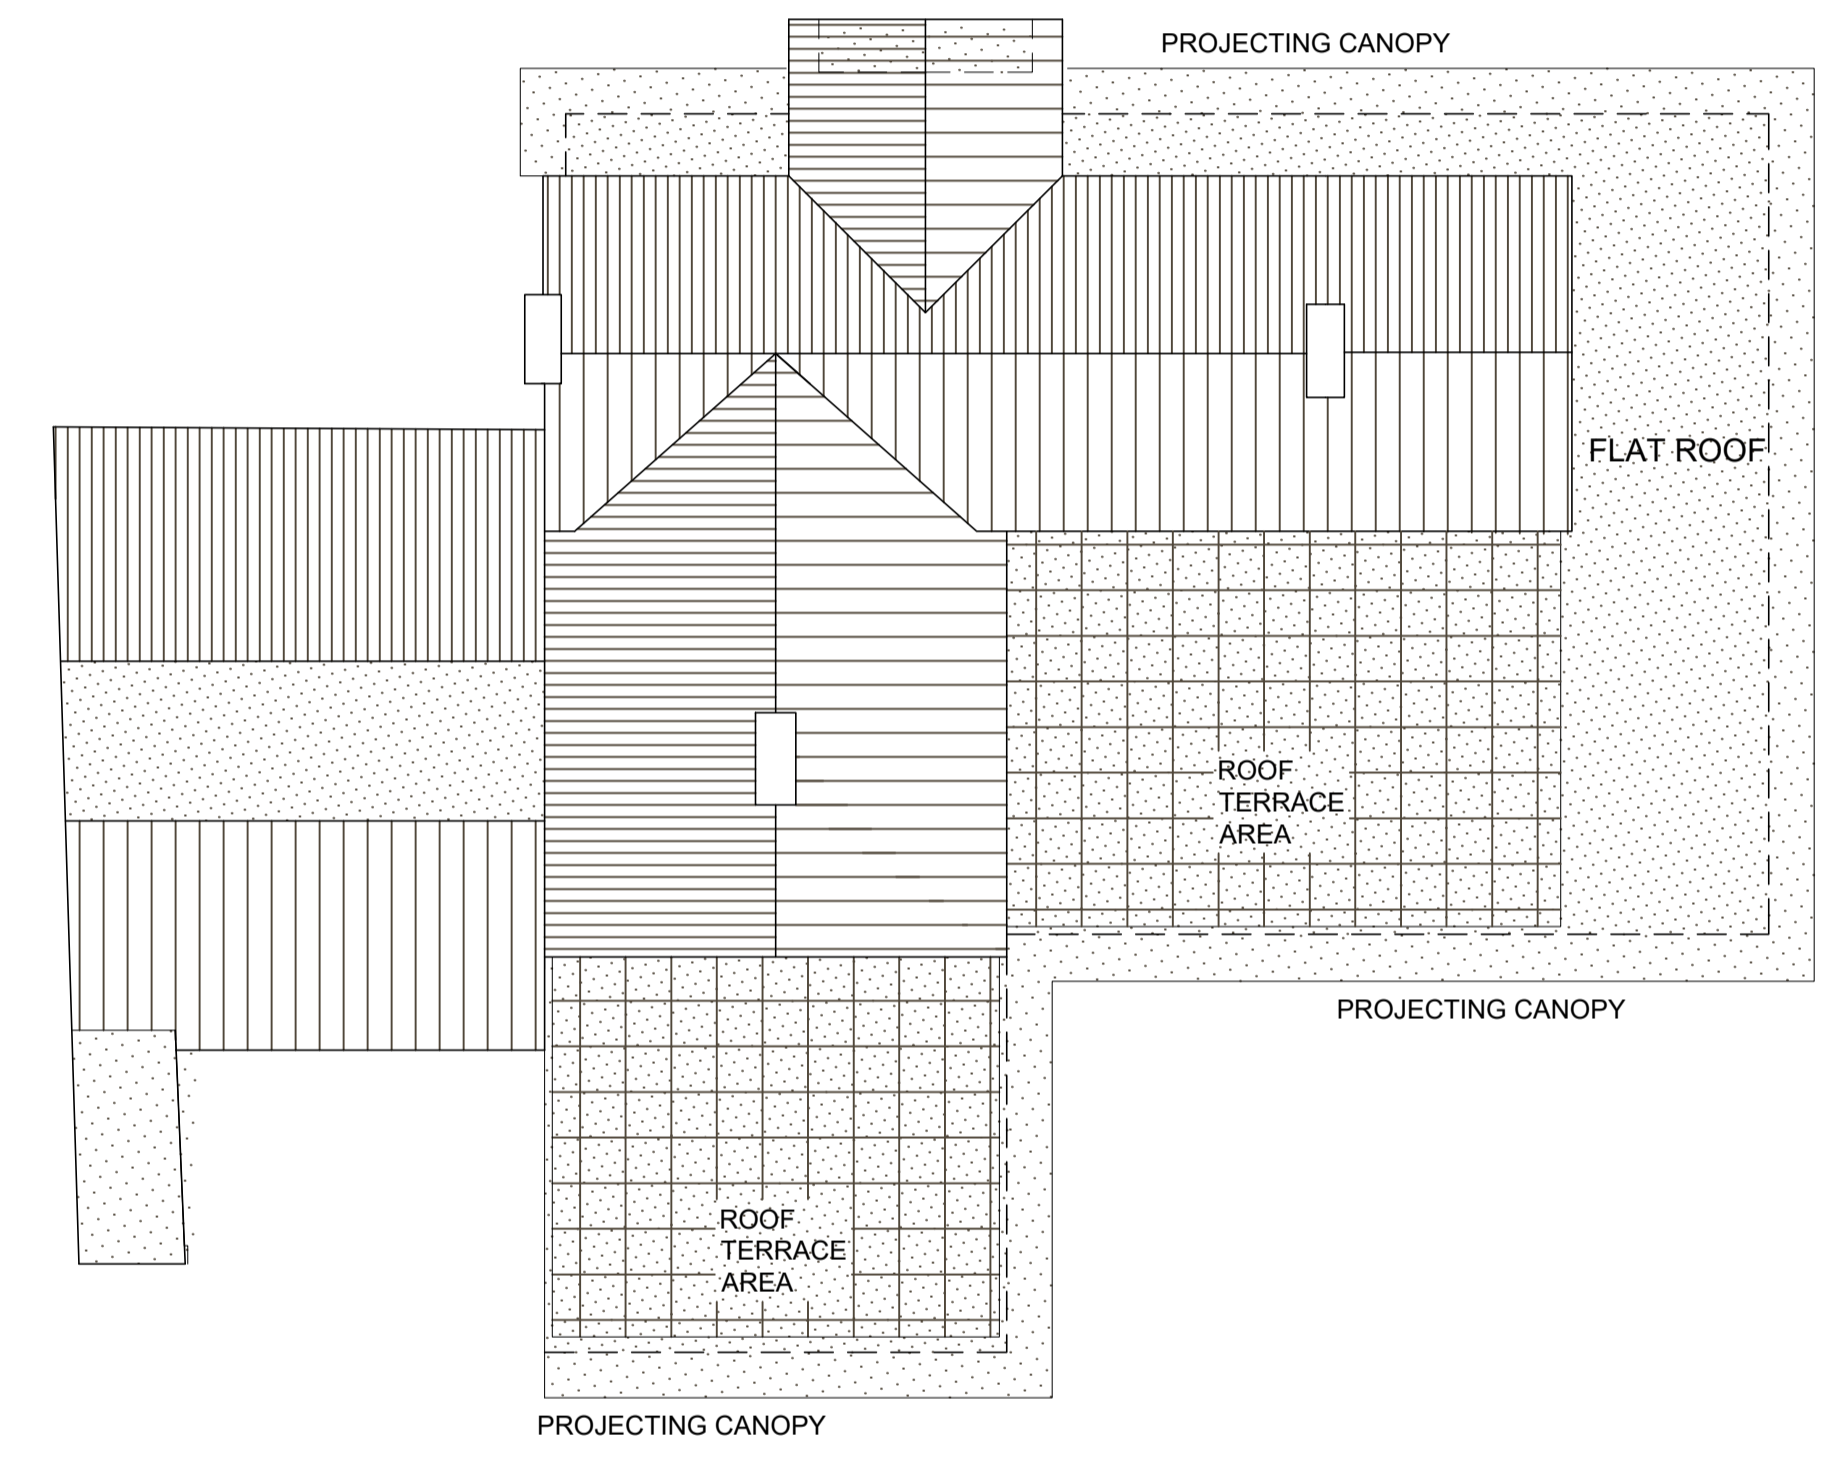 PROJECTING CANOPY
FLAT ROOF
ROOF
TERRACE
AREA
PROJECTING CANOPY
ROOF
TERRACE
AREA
PROJECTING CANOPY